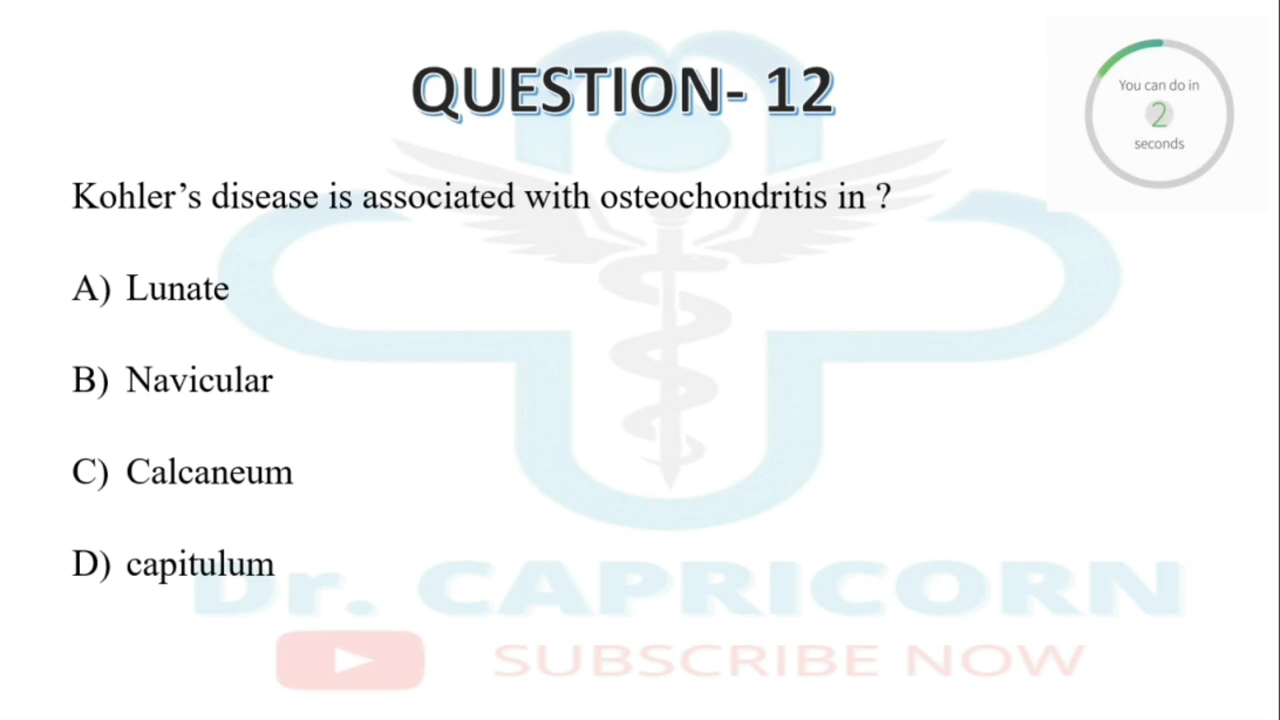 QUESTION- 12
You can do in
2
seconds
Kohler’s disease is associated with osteochondritis in ?
A) Lunate
B) Navicular
C) Calcaneum
D) capitulum
Dr. CAPRICORN
SUBSCRIBE NOW